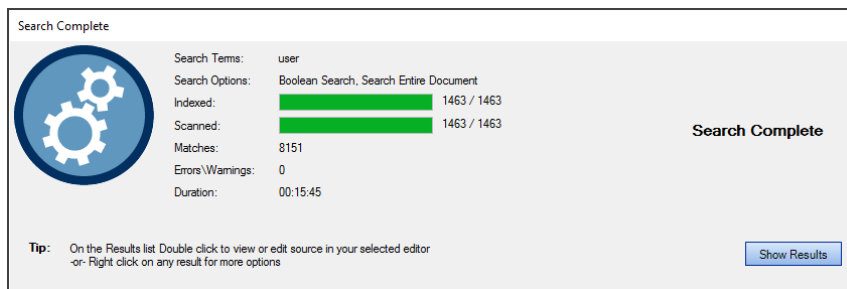 Search Complete
Search Terms: user
Search Options: Boolean Search, Search Entire Document
Indexed: 1463 / 1463
Scanned: 1463 / 1463
Search Complete
Matches: 8151
Errors\Warnings: 0
Duration: 00:15:45
Tip: On the Results list Double click to view or edit source in your selected editor
-or- Right click on any result for more options
Show Results